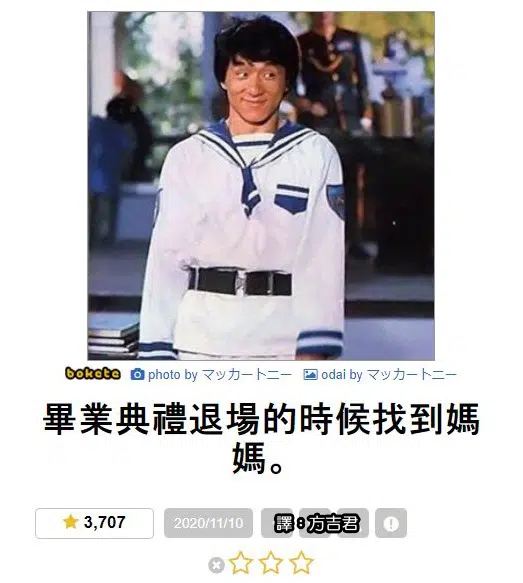 bokete photo by マッカートニー odai by マッカートニー
畢業典禮退場的時候找到媽
媽。
3,707 2020/11/10 譯 方吉君